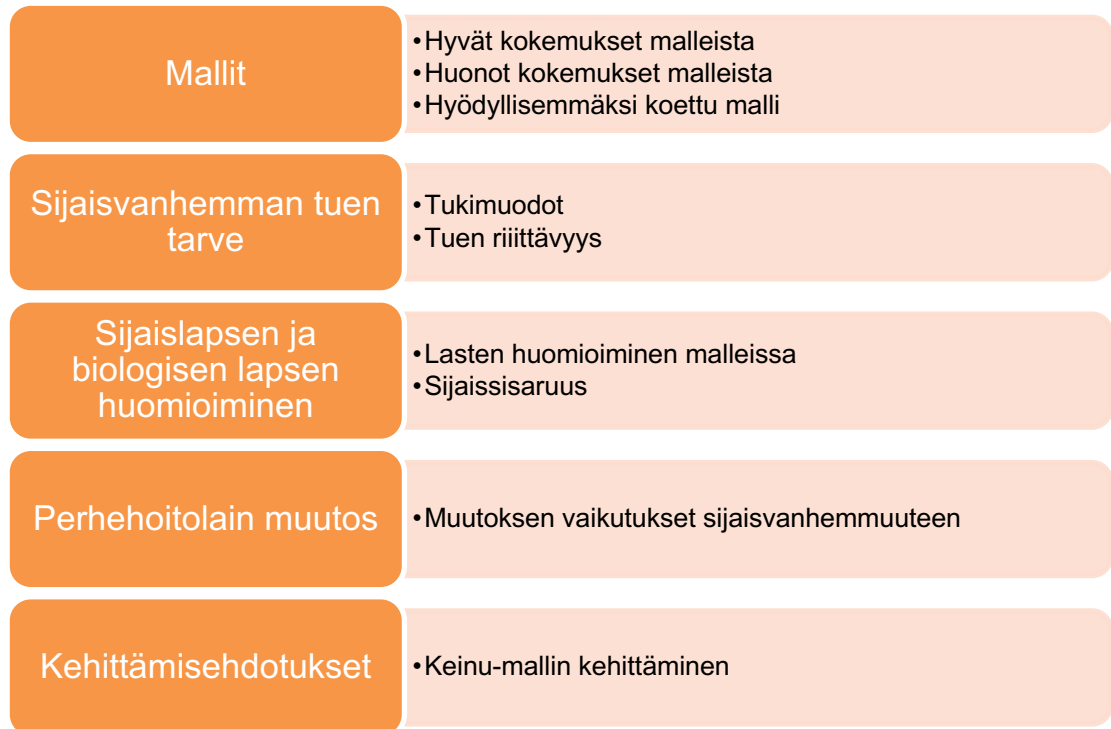 Mallit
•Hyvät kokemukset malleista
•Huonot kokemukset malleista
•Hyödyllisemmäksi koettu malli
Sijaisvanhemman tuen
tarve
•Tukimuodot
•Tuen riiittävyys
Sijaislapsen ja
biologisen lapsen
huomioiminen
•Lasten huomioiminen malleissa
•Sijaissisaruus
Perhehoitolain muutos
•Muutoksen vaikutukset sijaisvanhemmuuteen
Kehittämisehdotukset
•Keinu-mallin kehittäminen